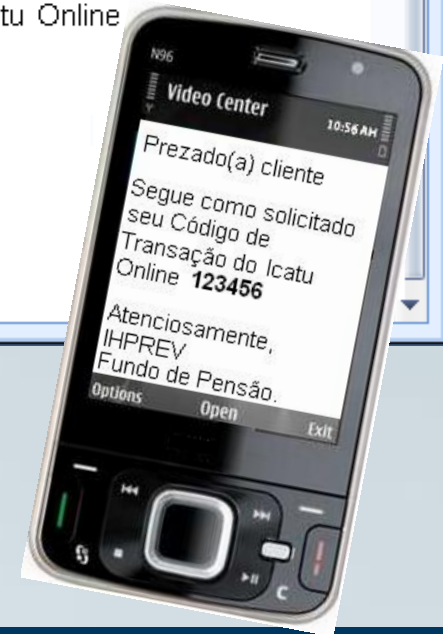 tu Online
N96
Video Center
10:56 AM
Prezado(a) cliente
Segue como solicitado
seu Código de
Transação do Icatu
Online 123456
Atenciosamente,
IHPREV
Fundo de Pensão.
Options Open Exit
C